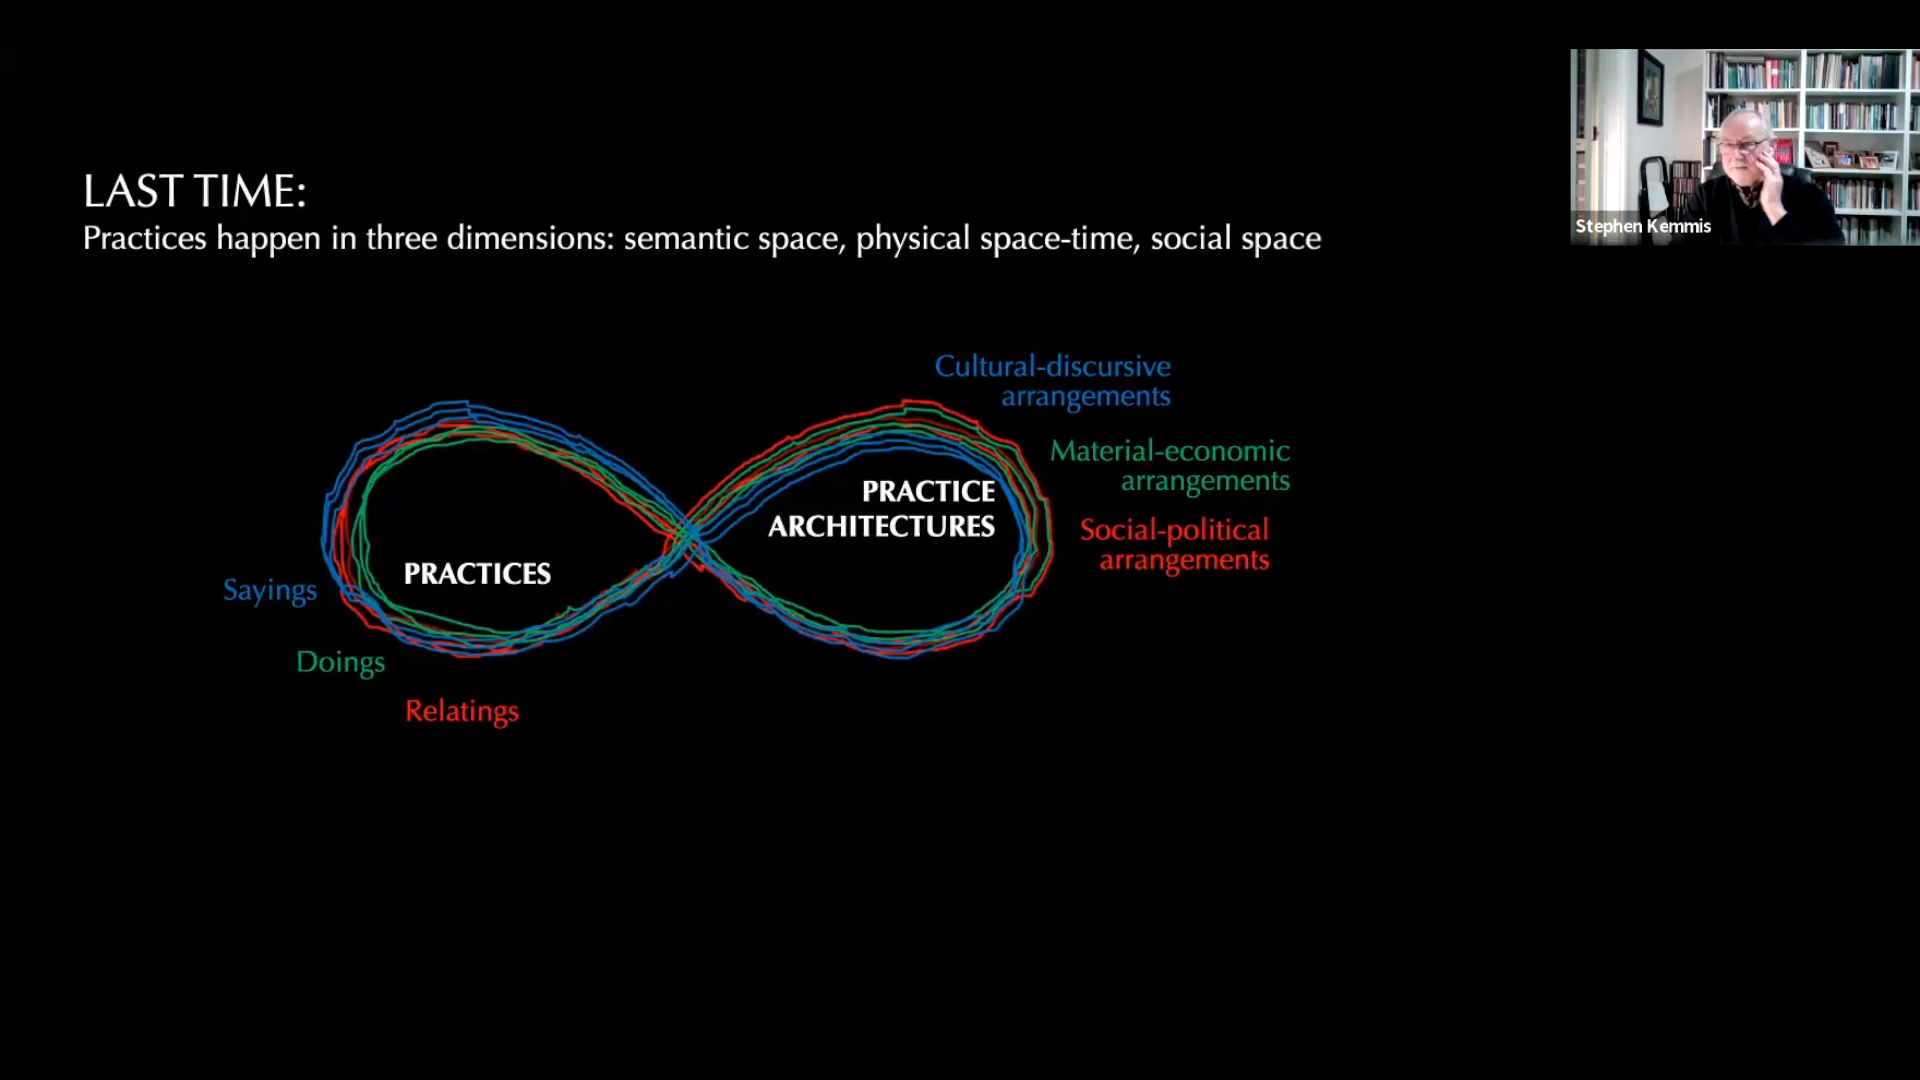 LAST TIME:
Practices happen in three dimensions: semantic space, physical space-time, social space
Stephen Kemmis
Cultural-discursive
arrangements
Material-economic
arrangements
Social-political
arrangements
PRACTICE
ARCHITECTURES
PRACTICES
Sayings
Doings
Relatings